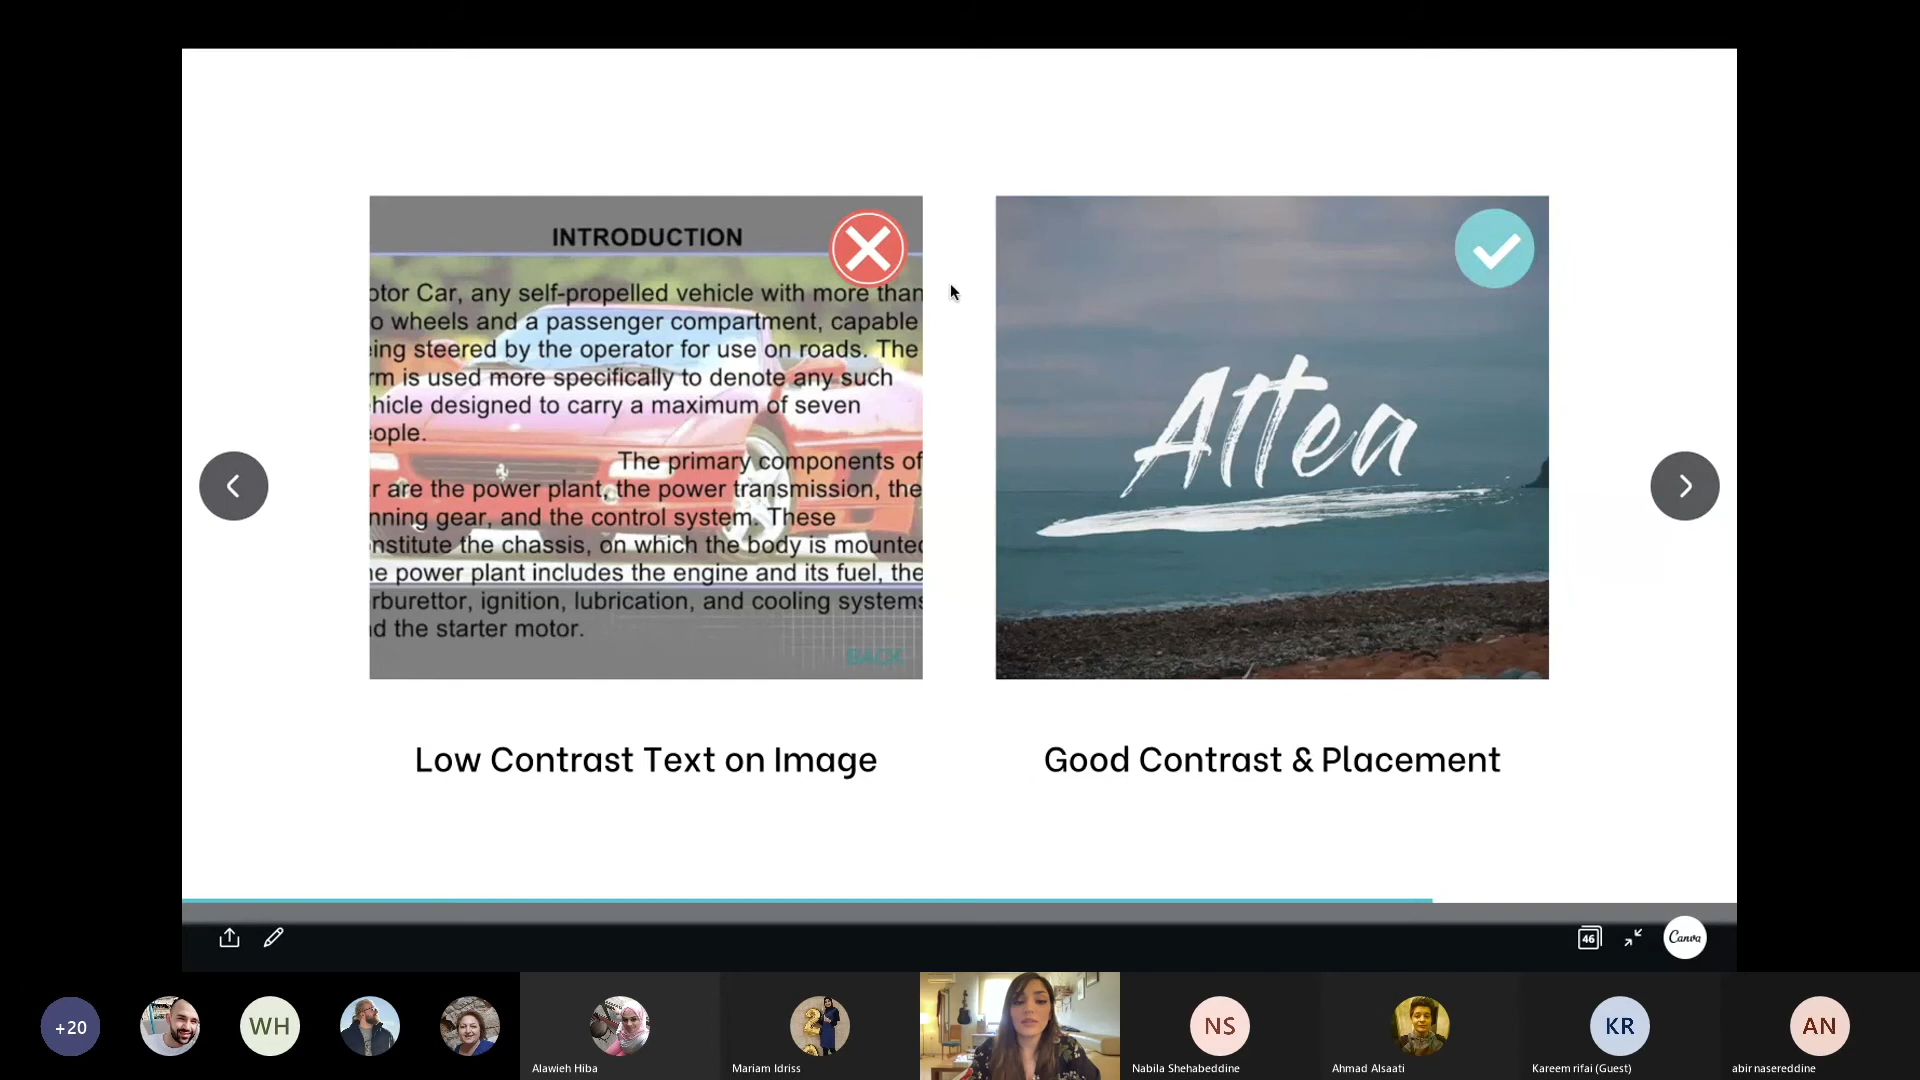 INTRODUCTION
otor Car, any self-propelled vehicle with more than
o wheels and a passenger compartment, capable
ing steered by the operator for use on roads. The
rm is used more specifically to denote any such
hicle designed to carry a maximum of seven
ople.
The primary components of
r are the power plant, the power transmission, the
nning gear, and the control system. These
nstitute the chassis, on which the body is mounted
e power plant includes the engine and its fuel, the
rburettor, ignition, lubrication, and cooling systems
d the starter motor.
BACK
Altea
Low Contrast Text on Image
Good Contrast & Placement
46
Canva
+20
WH
2
NS
KR
AN
Alawieh Hiba
Mariam Idriss
Nabila Shehabeddine
Ahmad Alsaati
Kareem rifai (Guest)
abir nasereddine